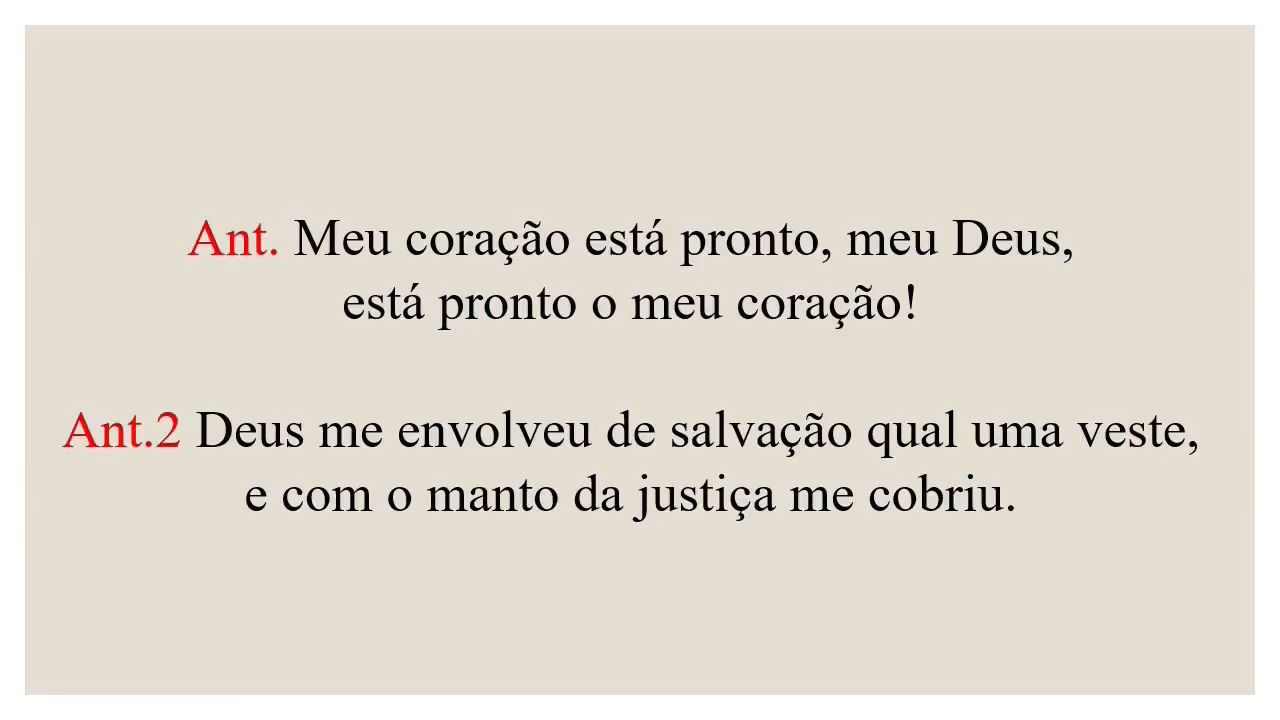 Ant. Meu coração está pronto, meu Deus,
está pronto o meu coração!
Ant.2 Deus me envolveu de salvação qual uma veste,
e com o manto da justiça me cobriu.